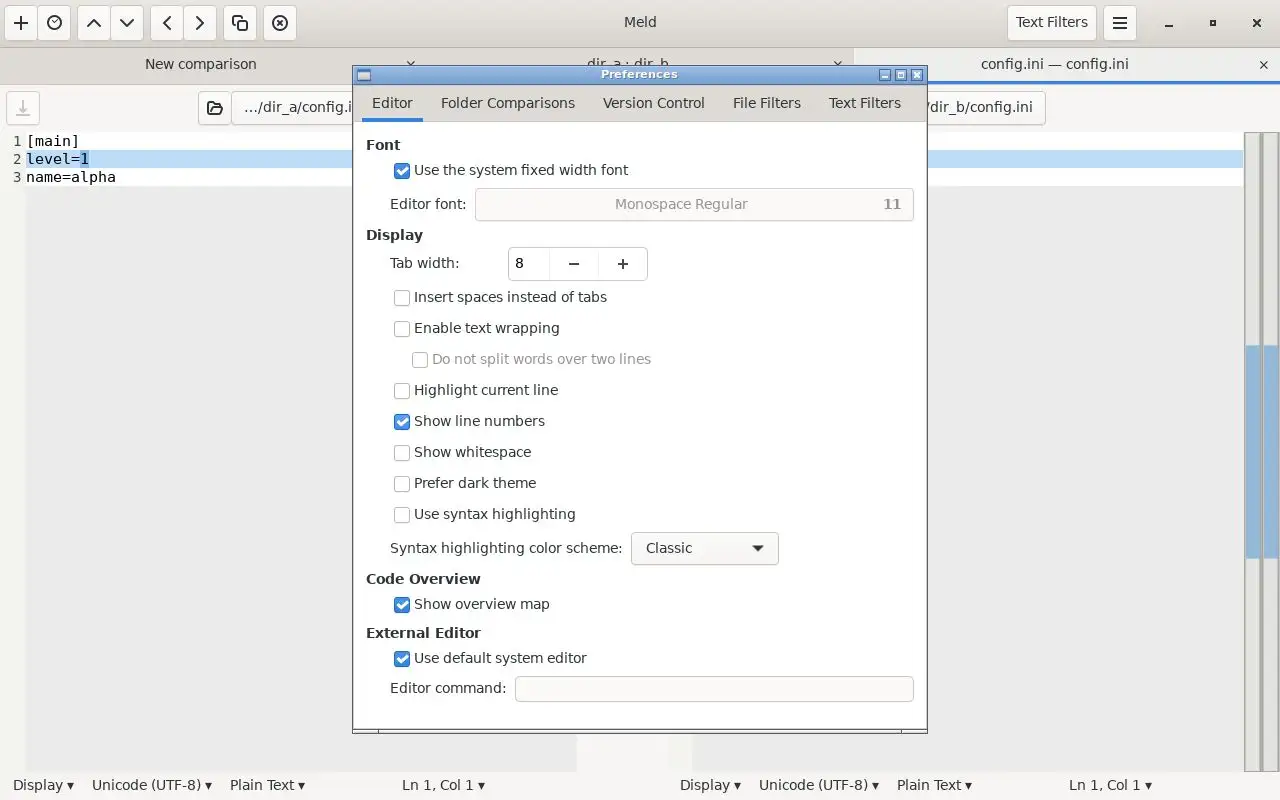 Meld
Text Filters
New comparison
dir_a : dir_b
config.ini — config.ini
Preferences
.../dir_a/config.i
/dir_b/config.ini
Editor
Folder Comparisons
Version Control
File Filters
Text Filters
1 [main]
2 level=1
3 name=alpha
Font
Use the system fixed width font
Editor font: Monospace Regular 11
Display
Tab width: 8
Insert spaces instead of tabs
Enable text wrapping
Do not split words over two lines
Highlight current line
Show line numbers
Show whitespace
Prefer dark theme
Use syntax highlighting
Syntax highlighting color scheme: Classic
Code Overview
Show overview map
External Editor
Use default system editor
Editor command:
Display ▾ Unicode (UTF-8) ▾ Plain Text ▾ Ln 1, Col 1 ▾ Display ▾ Unicode (UTF-8) ▾ Plain Text ▾ Ln 1, Col 1 ▾